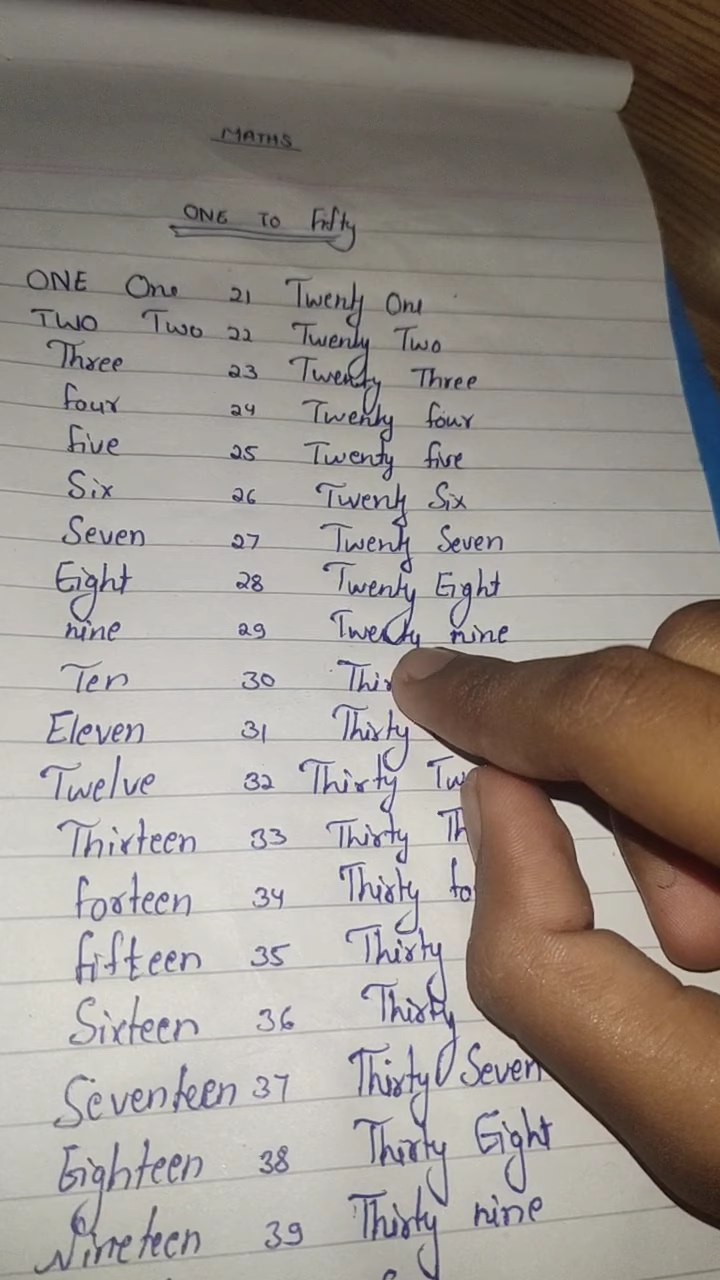 MATHS
ONE TO Fifty
ONE One 21 Twenty One
TWO Two 22 Twenty Two
Three 23 Twenty Three
four 24 Twenty four
five 25 Twenty five
Six 26 Twenty Six
Seven 27 Twenty Seven
Eight 28 Twenty Eight
nine 29 Twenty nine
Ten 30
Eleven 31 Thirty
Twelve 32 Thirty
Thirteen 33 Thirty
forteen 34 Thirty
fifteen 35 Thirty
Sixteen 36 Thirty
Seventeen 37 Thirty Seven
Eighteen 38 Thirty Eight
Nineteen 39 Thirty nine